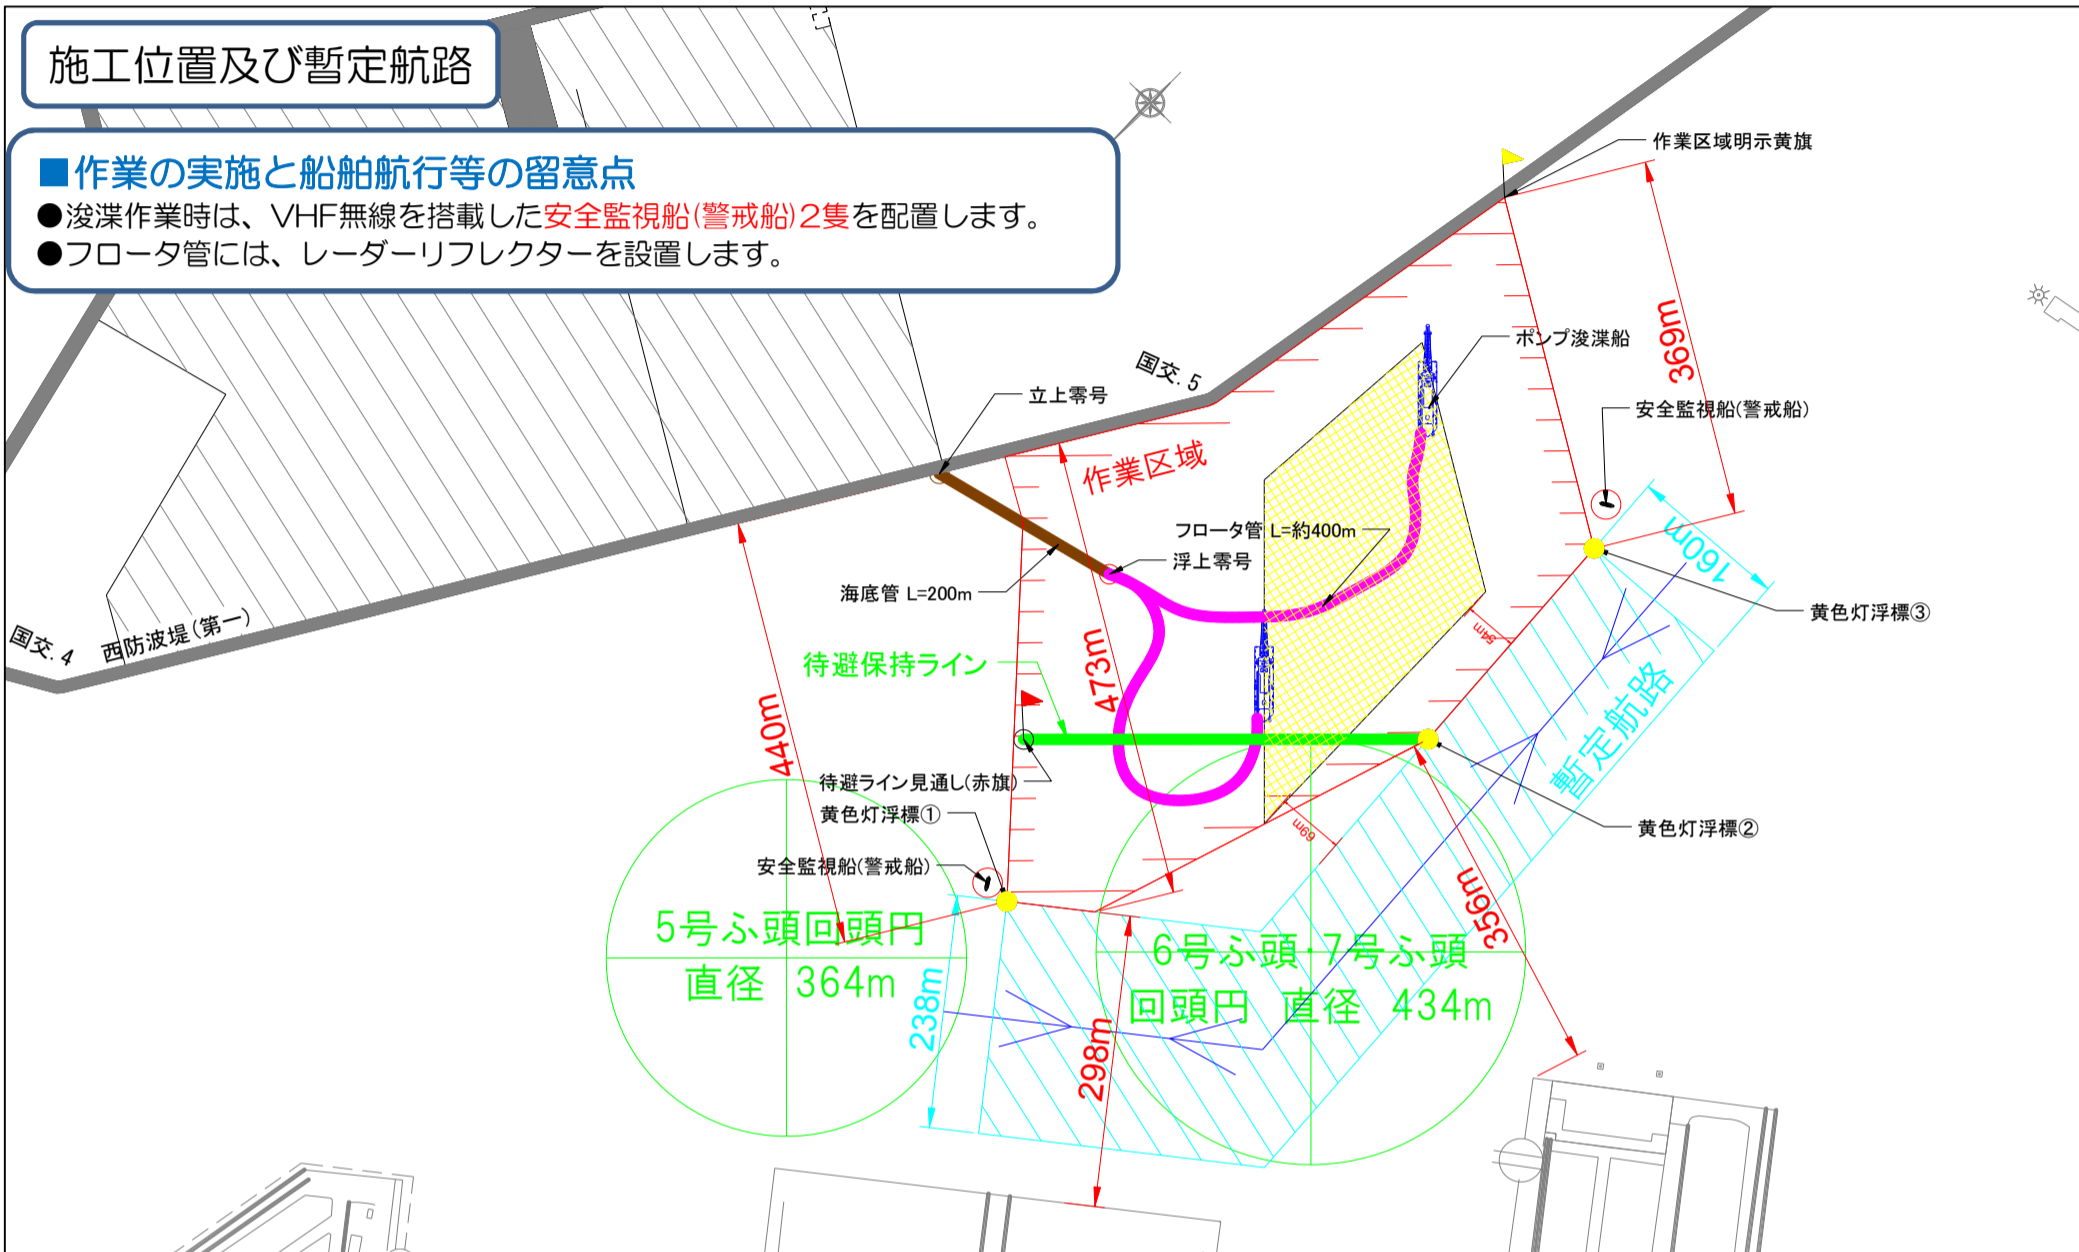 施工位置及び暫定航路
■作業の実施と船舶航行等の留意点
●浚渫作業時は、VHF無線を搭載した安全監視船(警戒船)2隻を配置します。
●フロータ管には、レーダーリフレクターを設置します。
作業区域明示黄旗
369m
ポンプ浚渫船
国交.5
立上零号
安全監視船(警戒船)
作業区域
160m
フロータ管 L=約400m
浮上零号
海底管 L=200m
黄色灯浮標③
国交.4
西防波堤(第一)
54m
待避保持ライン
473m
440m
暫定航路
待避ライン見通し(赤旗)
黄色灯浮標①
69m
黄色灯浮標②
安全監視船(警戒船)
356m
5号ふ頭回頭円
直径 364m
6号ふ頭・7号ふ頭
回頭円 直径 434m
238m
298m